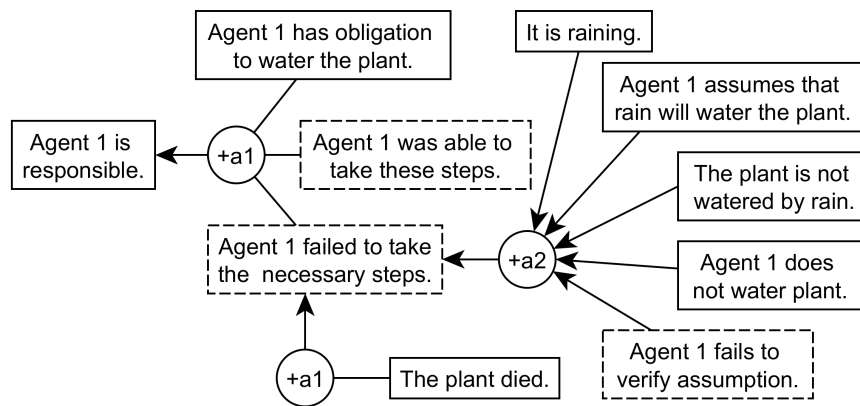 Agent 1 has obligation
to water the plant.
It is raining.
Agent 1 assumes that
rain will water the plant.
Agent 1 is
responsible.
+a1
Agent 1 was able to
take these steps.
The plant is not
watered by rain.
Agent 1 failed to take
the necessary steps.
+a2
Agent 1 does
not water plant.
Agent 1 fails to
verify assumption.
+a1
The plant died.